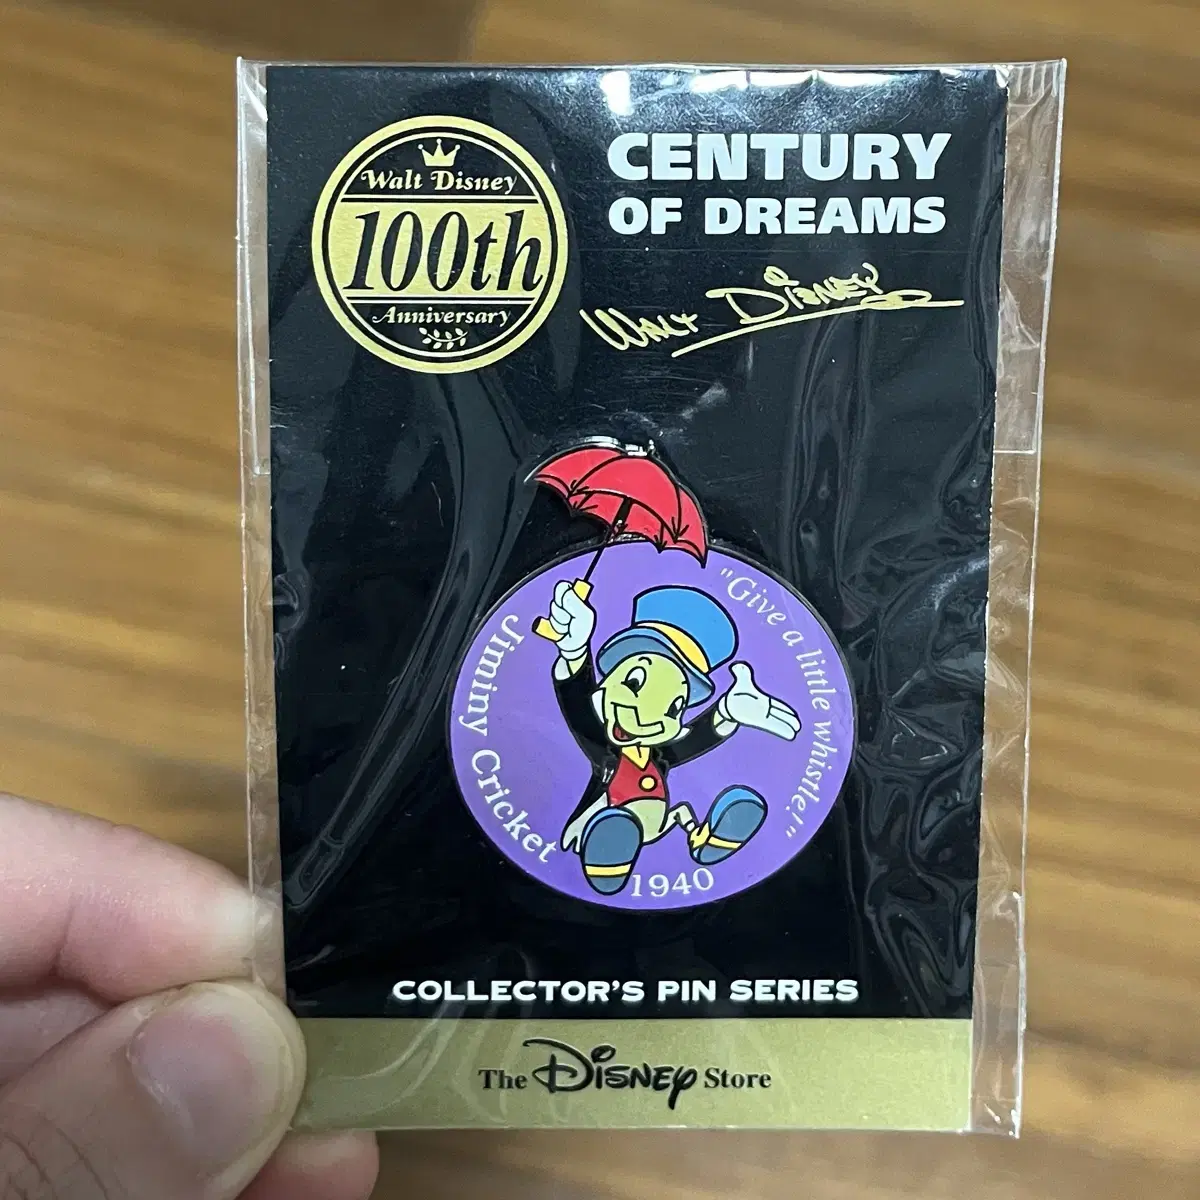 Walt Disney
100th
Anniversary
CENTURY
OF DREAMS
WALT DISNEY
"Give a little whistle!"
Jiminy Cricket
1940
COLLECTOR'S PIN SERIES
The Disney Store